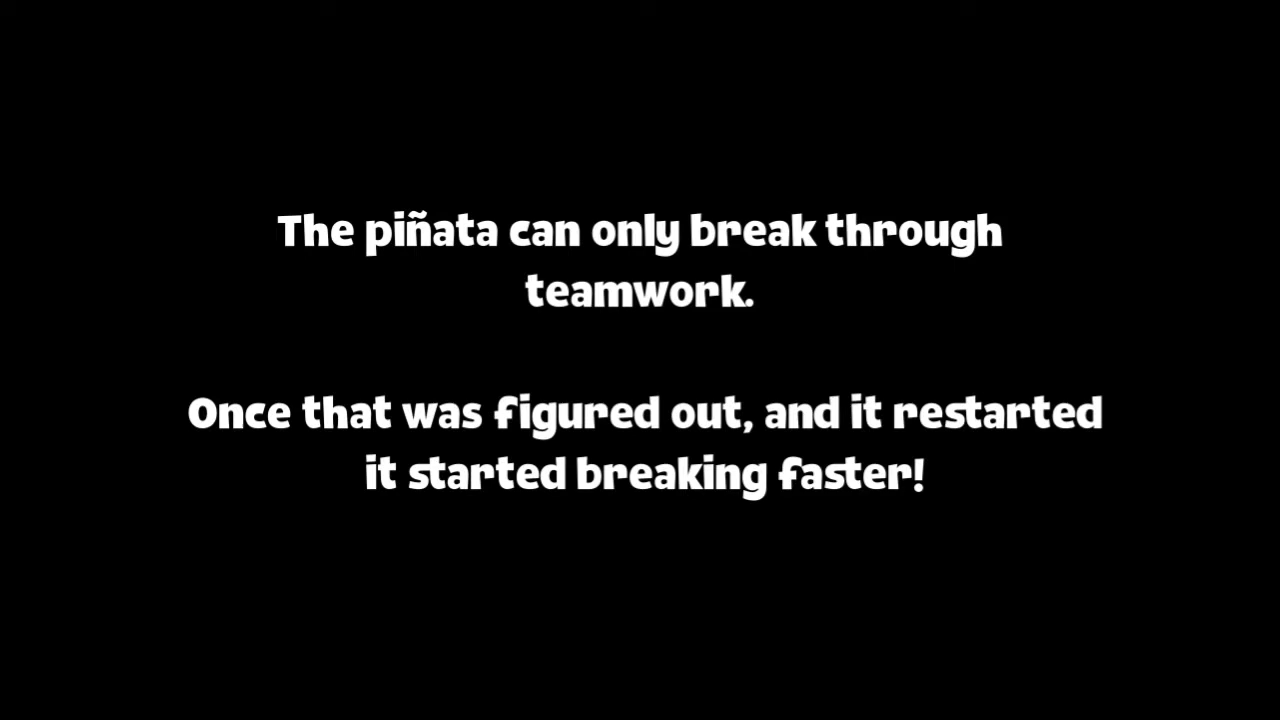 The piñata can only break through
teamwork.
Once that was figured out, and it restarted
it started breaking faster!